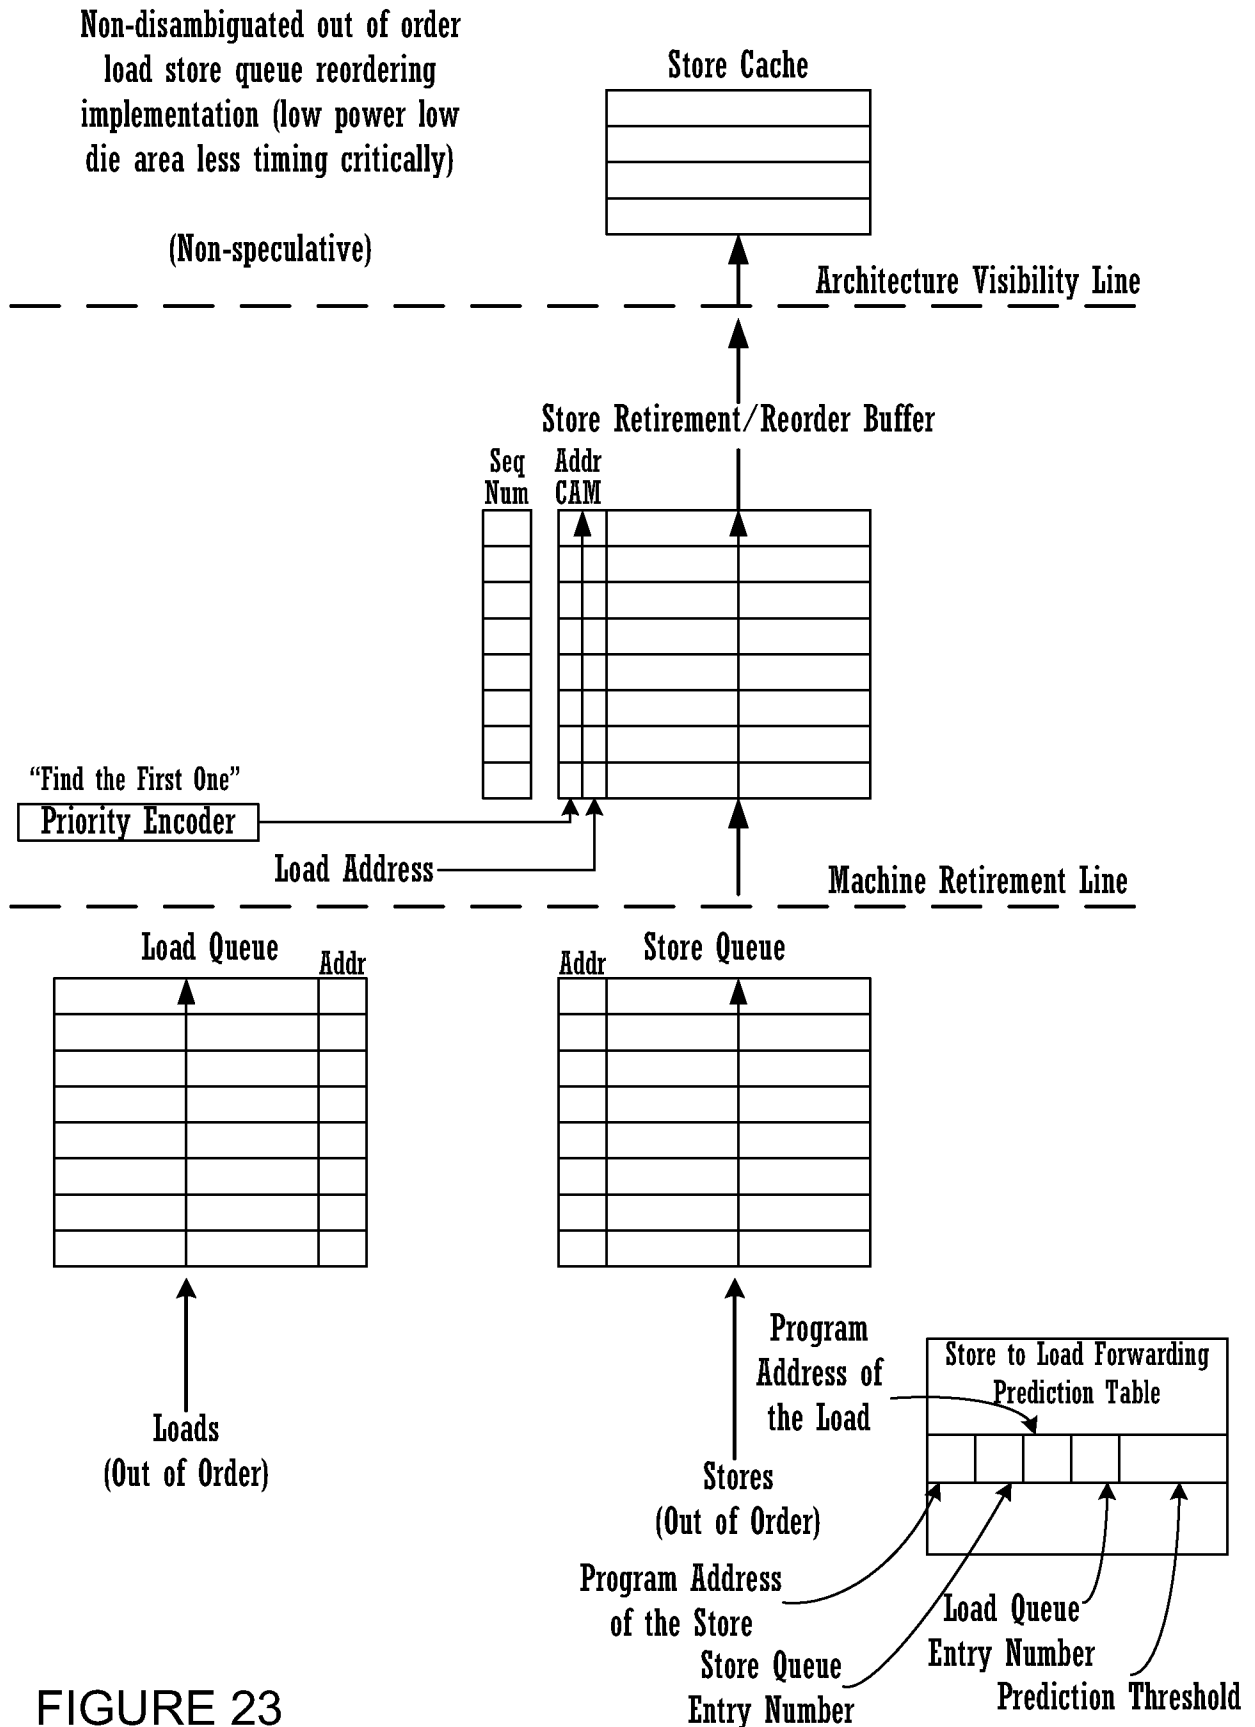 Non-disambiguated out of order
load store queue reordering
implementation (low power low
die area less timing critically)
(Non-speculative)
Store Cache
Architecture Visibility Line
Store Retirement/Reorder Buffer
Seq
Num
Addr
CAM
“Find the First One”
Priority Encoder
Load Address
Machine Retirement Line
Load Queue
Addr
Addr
Store Queue
Loads
(Out of Order)
Stores
(Out of Order)
Program
Address of
the Load
Store to Load Forwarding
Prediction Table
Program Address
of the Store
Store Queue
Entry Number
Load Queue
Entry Number
Prediction Threshold
FIGURE 23